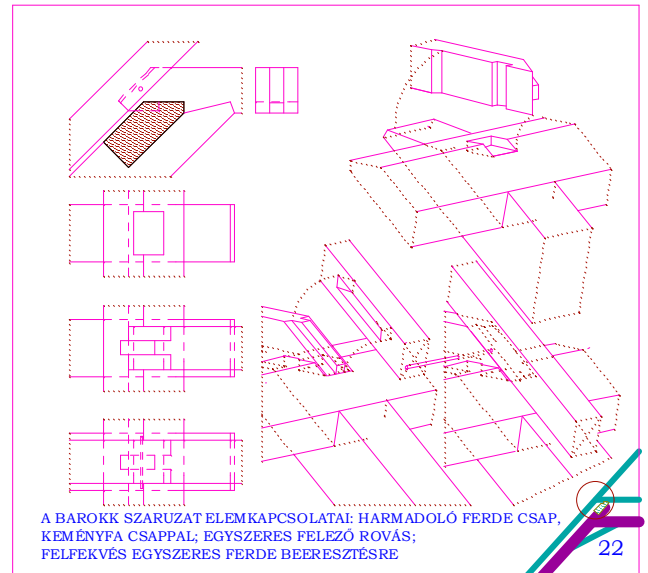 A BAROKK SZARUZAT ELEMKAPCSOLATAI: HARMADOLÓ FERDE CSAP,
KEMÉNYFA CSAPPAL; EGYSZERES FELEZŐ ROVÁS;
FELFEKVÉS EGYSZERES FERDE BEERESZTÉSRE
22